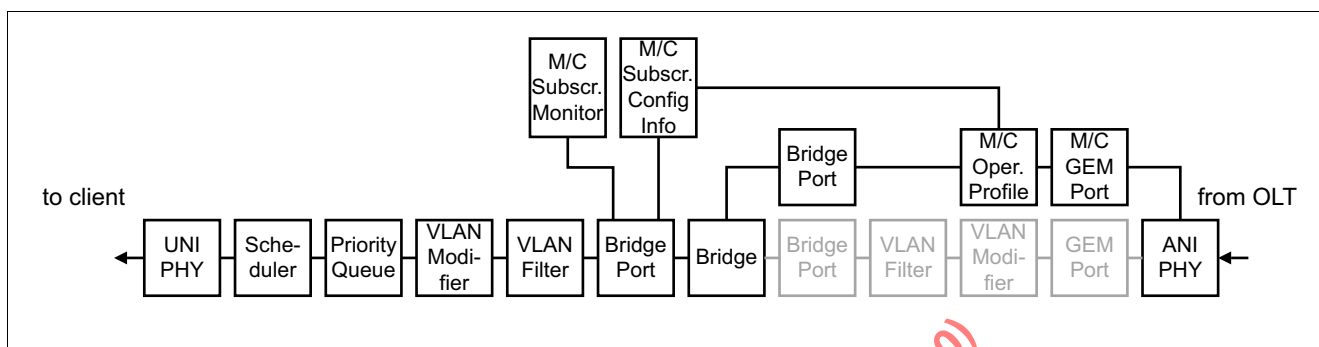 M/C
Subscr.
Monitor
M/C
Subscr.
Config
Info
Bridge
Port
M/C
Oper.
Profile
M/C
GEM
Port
to client
from OLT
UNI
PHY
Sche-
duler
Priority
Queue
VLAN
Modi-
fier
VLAN
Filter
Bridge
Port
Bridge
Bridge
Port
VLAN
Filter
VLAN
Modi-
fier
GEM
Port
ANI
PHY